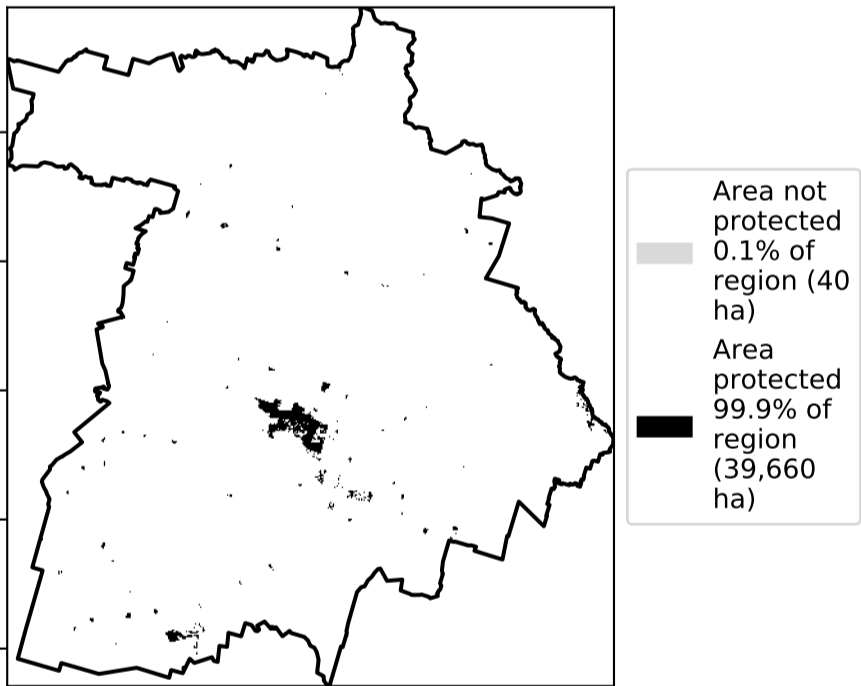 Area not
protected
0.1% of
region (40
ha)
Area
protected
99.9% of
region
(39,660
ha)